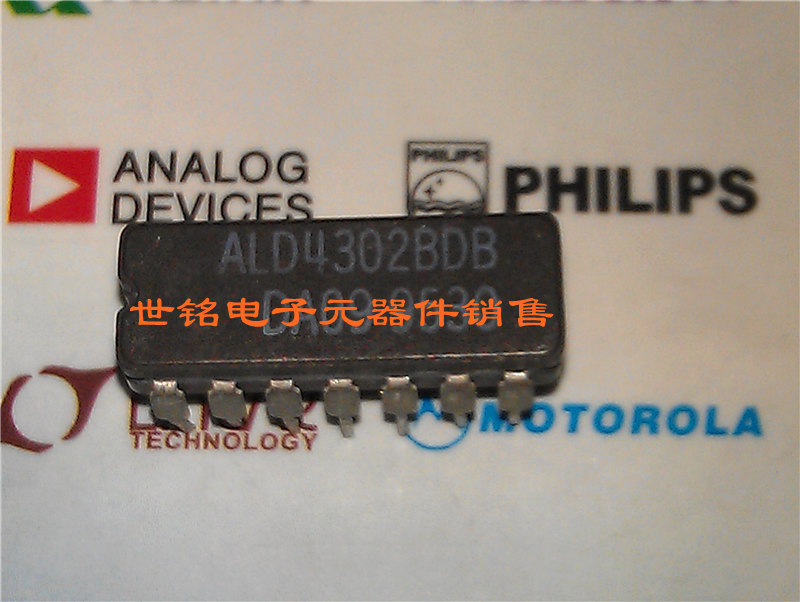 ANALOG
DEVICES
PHILIPS
PHILIPS
ALD4302BDB
世铭电子元器件销售
TECHNOLOGY
MOTOROLA